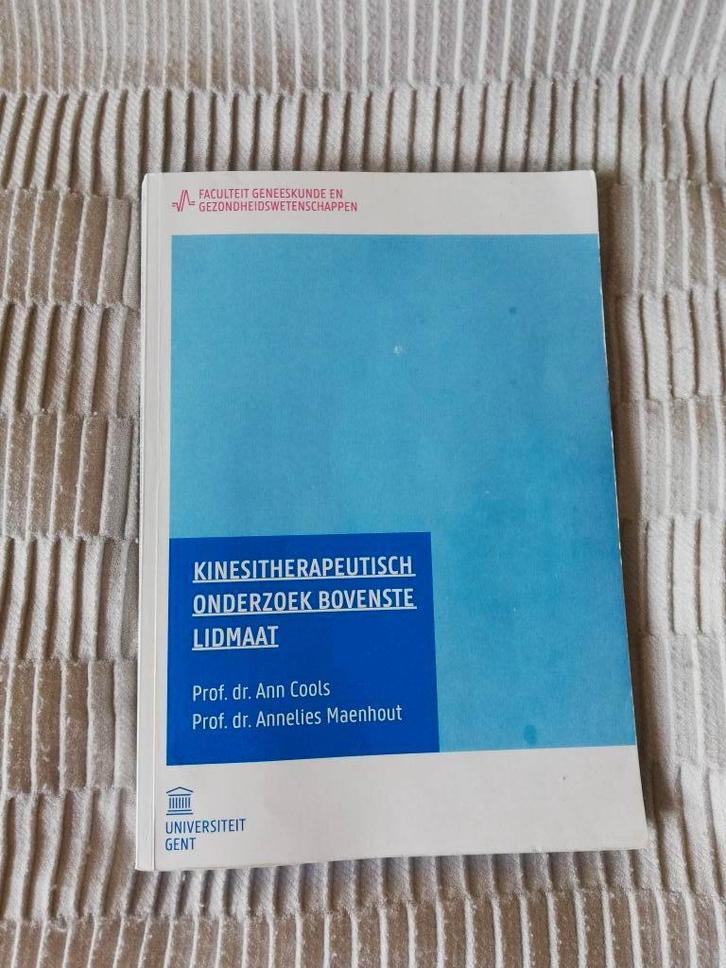 FACULTEIT GENEESKUNDE EN
GEZONDHEIDSWETENSCHAPPEN
KINESITHERAPEUTISCH
ONDERZOEK BOVENSTE
LIDMAAT
Prof. dr. Ann Cools
Prof. dr. Annelies Maenhout
UNIVERSITEIT
GENT